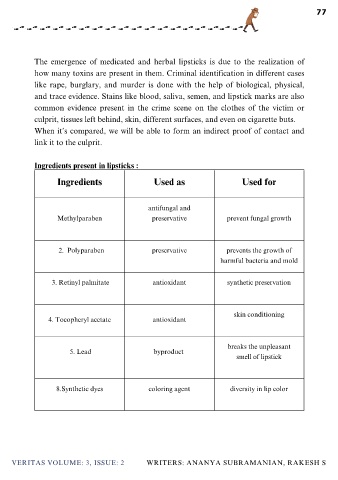 77
The emergence of medicated and herbal lipsticks is due to the realization of
how many toxins are present in them. Criminal identification in different cases
like rape, burglary, and murder is done with the help of biological, physical,
and trace evidence. Stains like blood, saliva, semen, and lipstick marks are also
common evidence present in the crime scene on the clothes of the victim or
culprit, tissues left behind, skin, different surfaces, and even on cigarette buts.
When it's compared, we will be able to form an indirect proof of contact and
link it to the culprit.
Ingredients present in lipsticks :
Ingredients Used as Used for
antifungal and
Methylparaben preservative prevent fungal growth
2. Polyparaben preservative prevents the growth of
harmful bacteria and mold
3. Retinyl palmitate antioxidant synthetic preservation
4. Tocopheryl acetate antioxidant skin conditioning
5. Lead byproduct breaks the unpleasant
smell of lipstick
8.Synthetic dyes coloring agent diversity in lip color
VERITAS VOLUME: 3, ISSUE: 2 WRITERS: ANANYA SUBRAMANIAN, RAKESH S